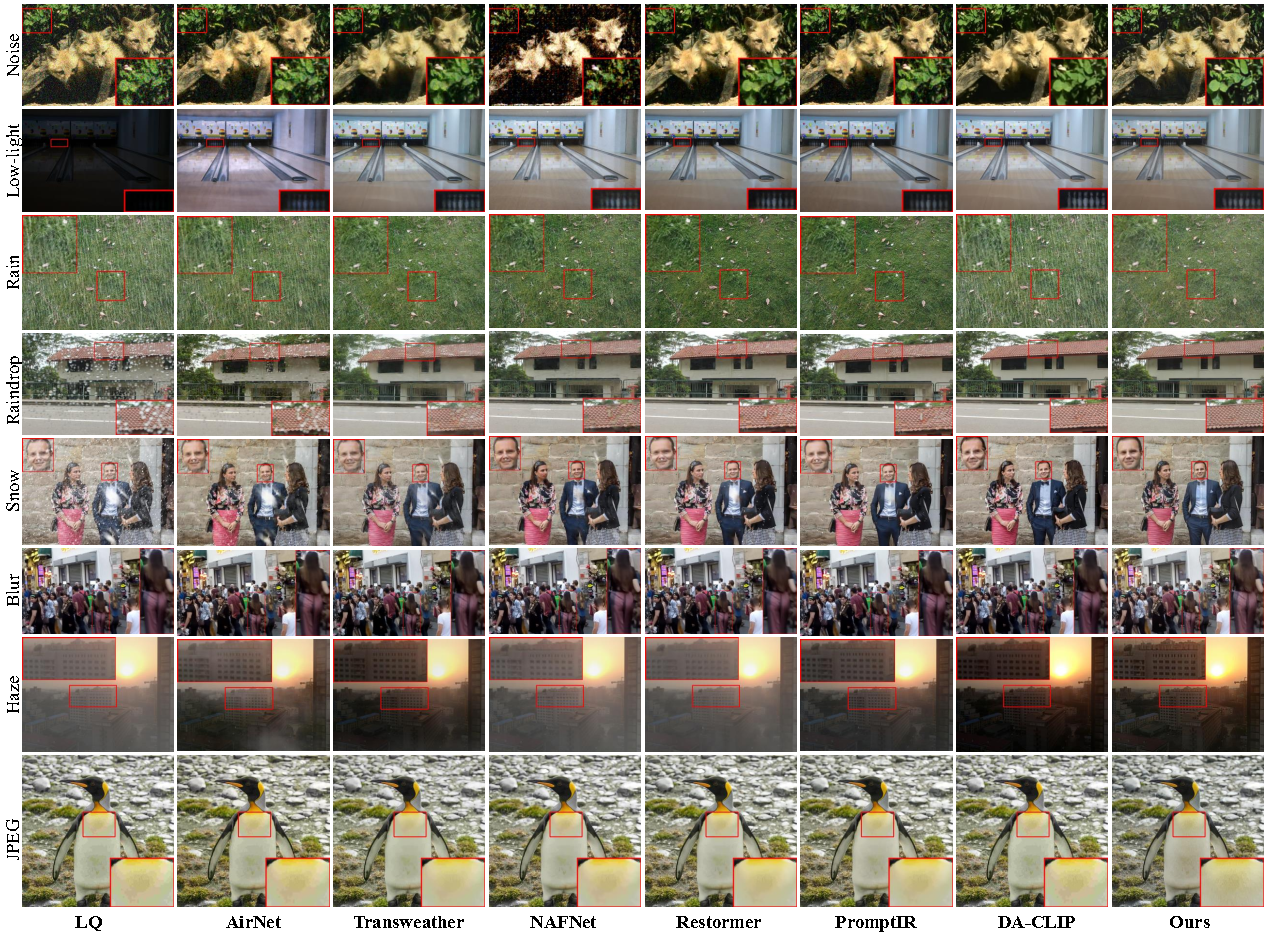 Noise
Low-light
Rain
Raindrop
Snow
Blur
Haze
JPEG
LQ AirNet Transweather NAFNet Restormer PromptIR DA-CLIP Ours